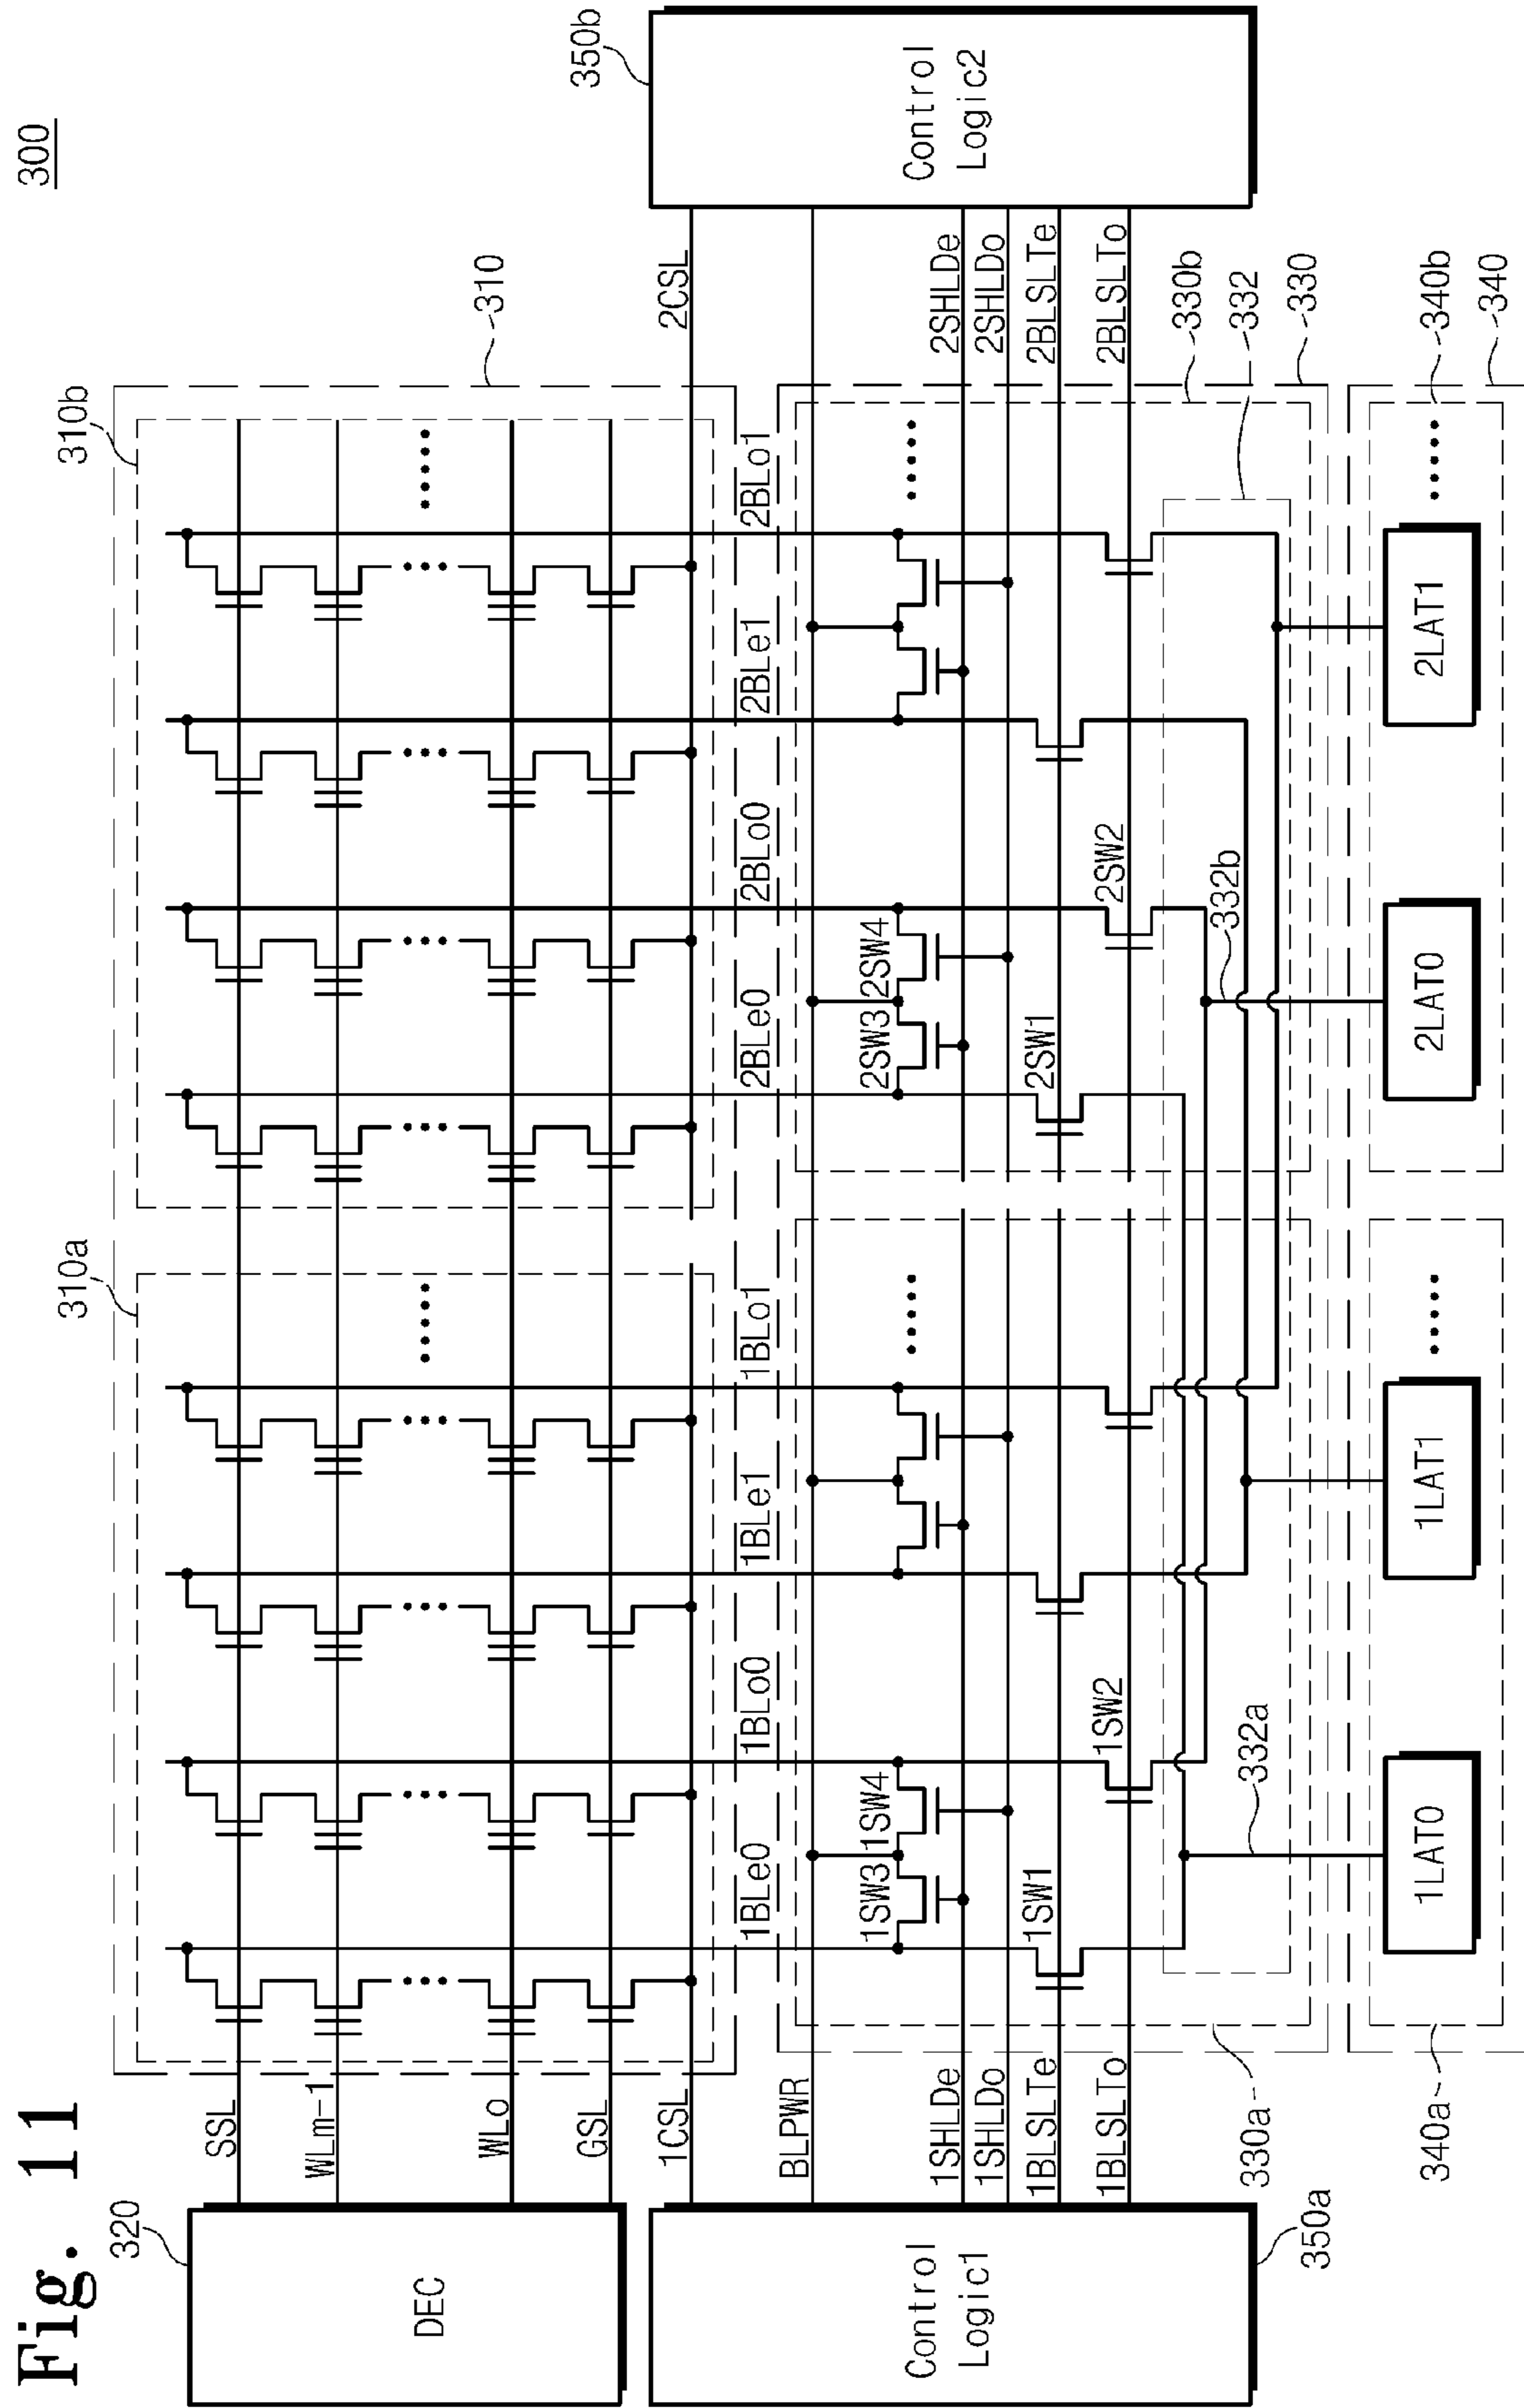 Fig. 11
300
320
DEC
SSL
WLm-1
WLo
GSL
1CSL
310a
310b
310
2CSL
350b
1BLe0
1BLo0
1BLe1
1BLo1
2BLe0
2BLo0
2BLe1
2BLo1
Control
Logic1
350a
BLPWR
1SHLDe
1SHLDo
1BLSLTe
1BLSLTo
1SW3
1SW4
1SW1
1SW2
2SW3
2SW4
2SW1
2SW2
2SHLDe
2SHLDo
2BLSLTe
2BLSLTo
Control
Logic2
330a
332a
332b
330b
332
330
340a
1LAT0
1LAT1
2LAT0
2LAT1
340b
340